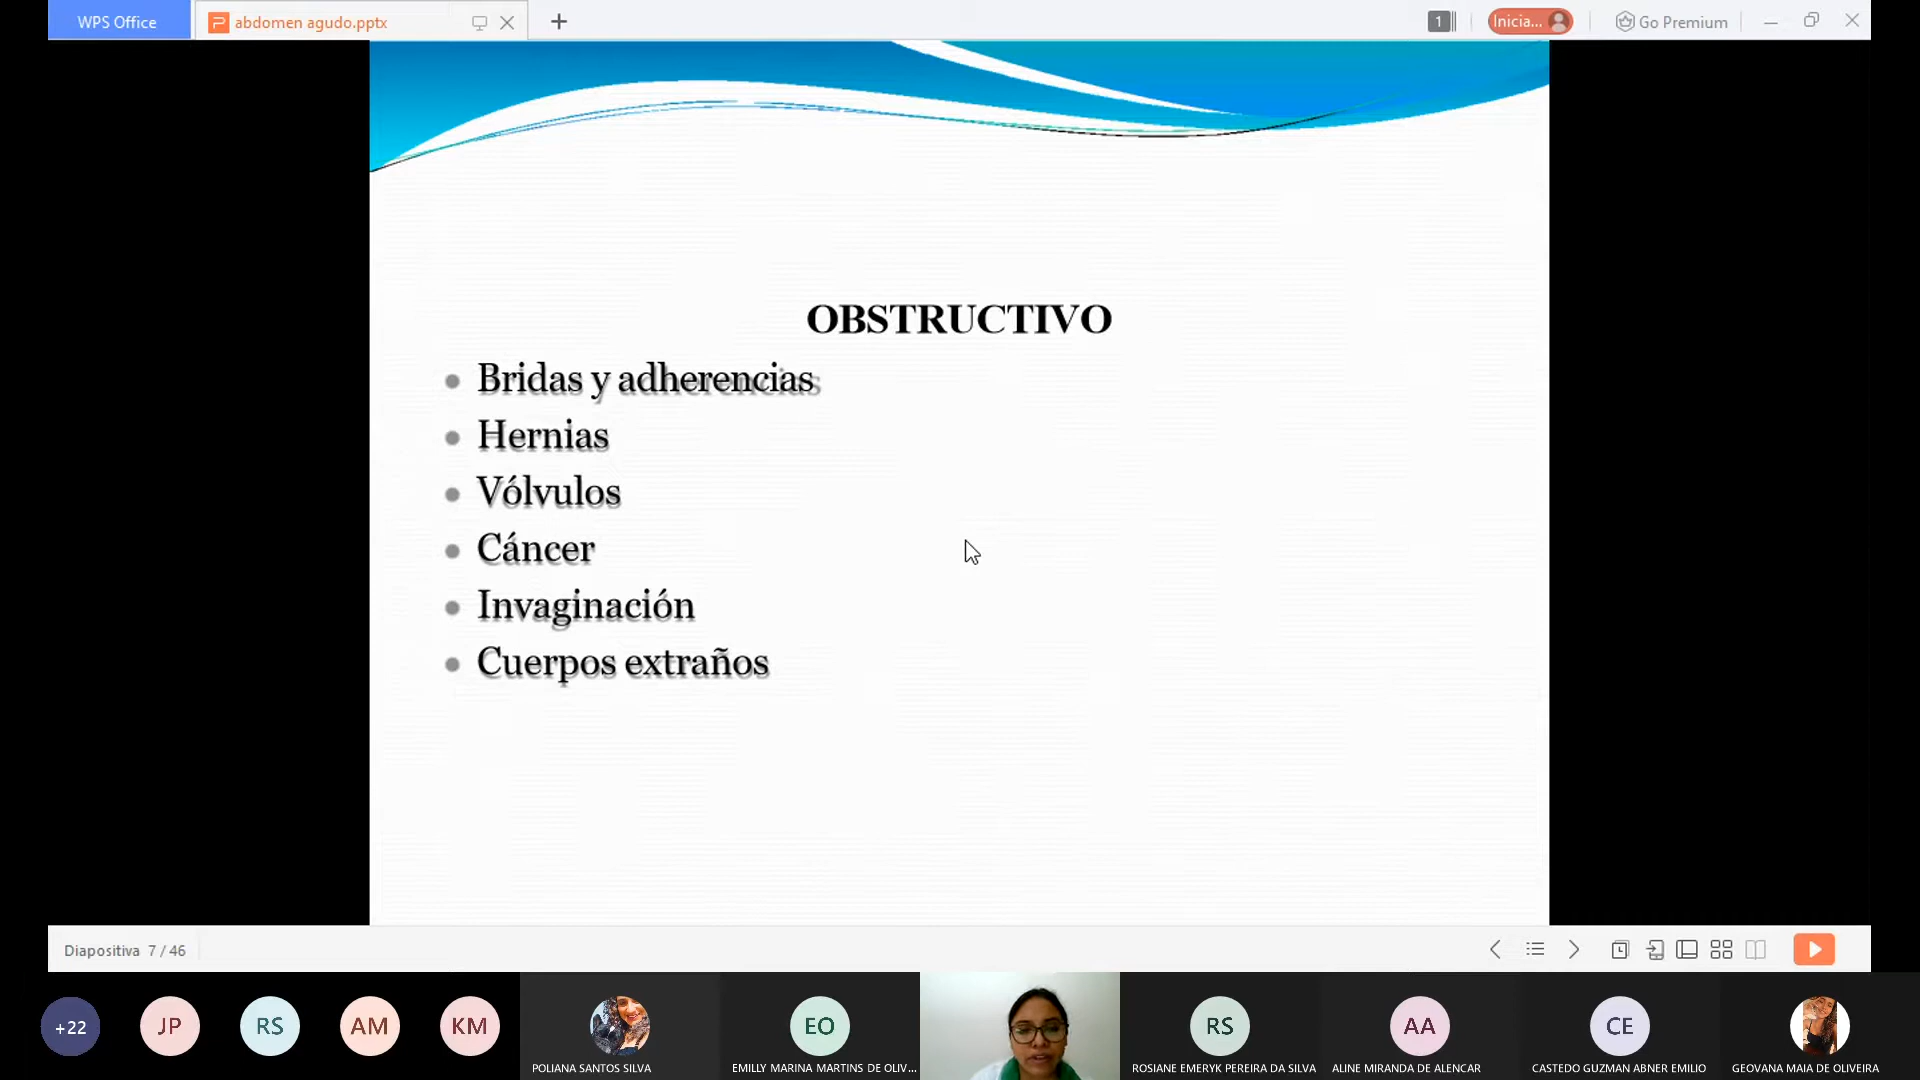 WPS Office
abdomen agudo.pptx
1
Inicia...
Go Premium
OBSTRUCTIVO
Bridas y adherencias
Hernias
Vólvulos
Cáncer
Invaginación
Cuerpos extraños
Diapositiva 7 / 46
+22
JP
RS
AM
KM
EO
RS
AA
CE
POLIANA SANTOS SILVA
EMILLY MARINA MARTINS DE OLIV...
ROSIANE EMERYK PEREIRA DA SILVA
ALINE MIRANDA DE ALENCAR
CASTEDO GUZMAN ABNER EMILIO
GEOVANA MAIA DE OLIVEIRA